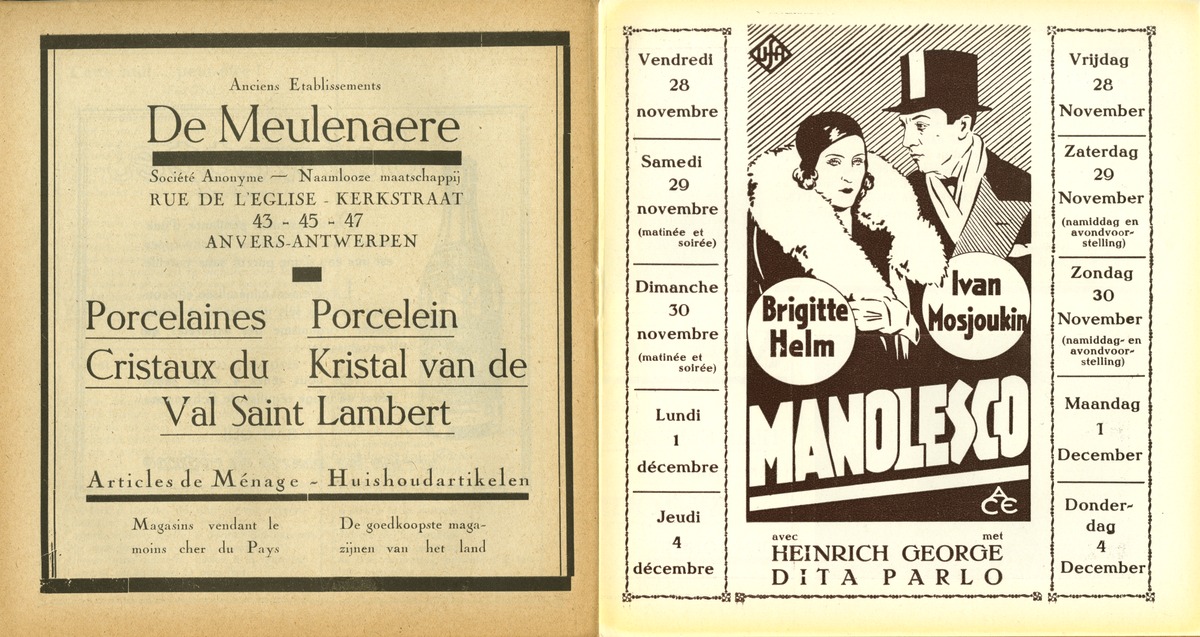 Anciens Etablissements
De Meulenaere
Société Anonyme — Naamlooze maatschappij
RUE DE L'EGLISE - KERKSTRAAT
43 - 45 - 47
ANVERS-ANTWERPEN
Porcelaines Porcelein
Cristaux du Kristal van de
Val Saint Lambert
Articles de Ménage - Huishoudartikelen
Magasins vendant le
moins cher du Pays
De goedkoopste maga-
zijnen van het land
Vendredi
28
novembre
Samedi
29
novembre
(matinée et
soirée)
Dimanche
30
novembre
(matinée et
soirée)
Lundi
1
décembre
Jeudi
4
décembre
UFA
Brigitte
Helm
Ivan
Mosjoukin
MANOLESCO
ACE
avec met
HEINRICH GEORGE
DITA PARLO
Vrijdag
28
November
Zaterdag
29
November
(namiddag en
avondvoor-
stelling)
Zondag
30
November
(namiddag- en
avondvoor-
stelling)
Maandag
1
December
Donder-
dag
4
December